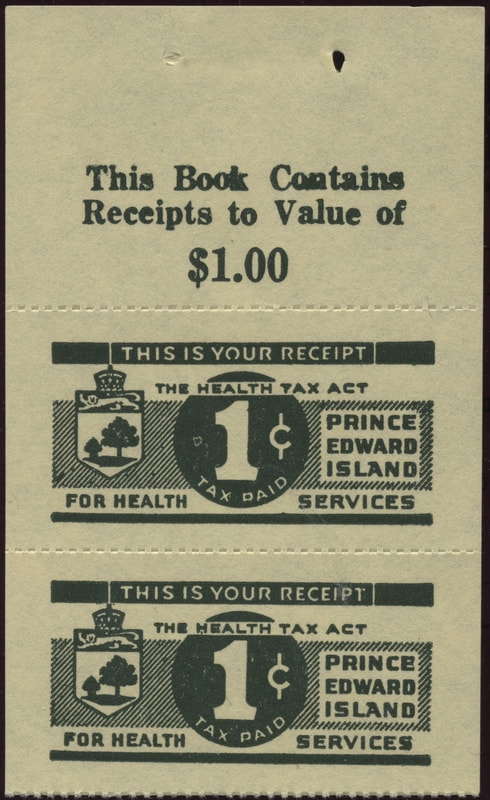 This Book Contains
Receipts to Value of
$1.00
THIS IS YOUR RECEIPT
THE HEALTH TAX ACT
1¢
TAX PAID
PRINCE
EDWARD
ISLAND
FOR HEALTH SERVICES
THIS IS YOUR RECEIPT
THE HEALTH TAX ACT
1¢
TAX PAID
PRINCE
EDWARD
ISLAND
FOR HEALTH SERVICES